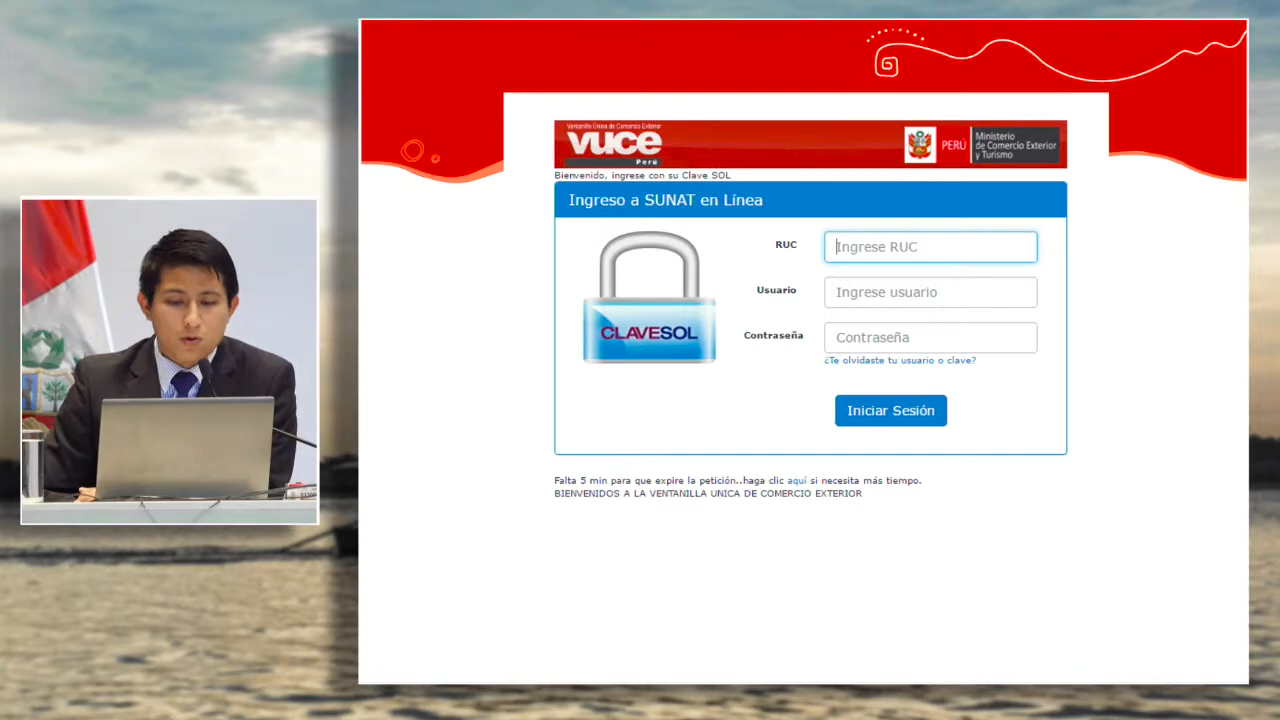 Ventanilla Única de Comercio Exterior
vuce
Perú
PERÚ
Ministerio
de Comercio Exterior
y Turismo
Bienvenido, ingrese con su Clave SOL
Ingreso a SUNAT en Línea
CLAVESOL
RUC
Ingrese RUC
Usuario
Ingrese usuario
Contraseña
Contraseña
¿Te olvidaste tu usuario o clave?
Iniciar Sesión
Falta 5 min para que expire la petición..haga clic aquí si necesita más tiempo.
BIENVENIDOS A LA VENTANILLA UNICA DE COMERCIO EXTERIOR